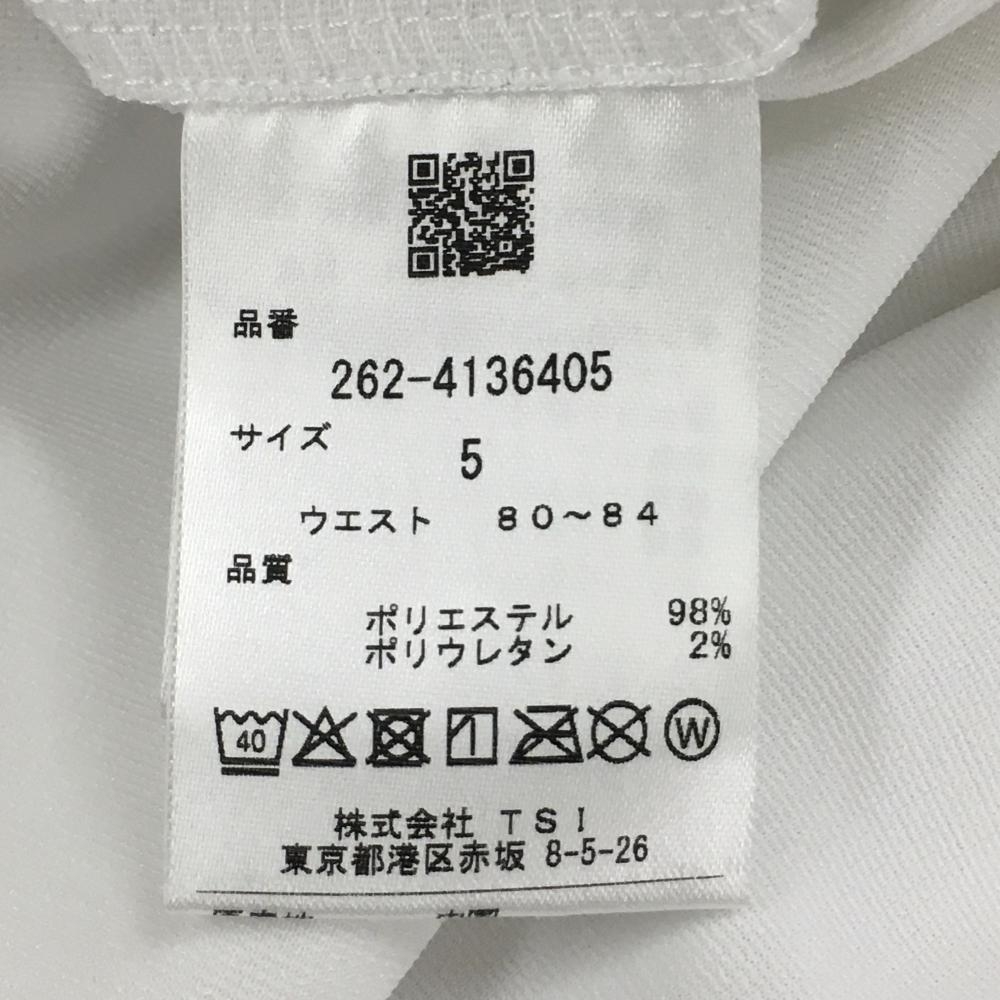 品番
262-4136405
サイズ
5
ウエスト 80～84
品質
ポリエステル 98%
ポリウレタン 2%
40 W
株式会社 TSI
東京都港区赤坂 8-5-26